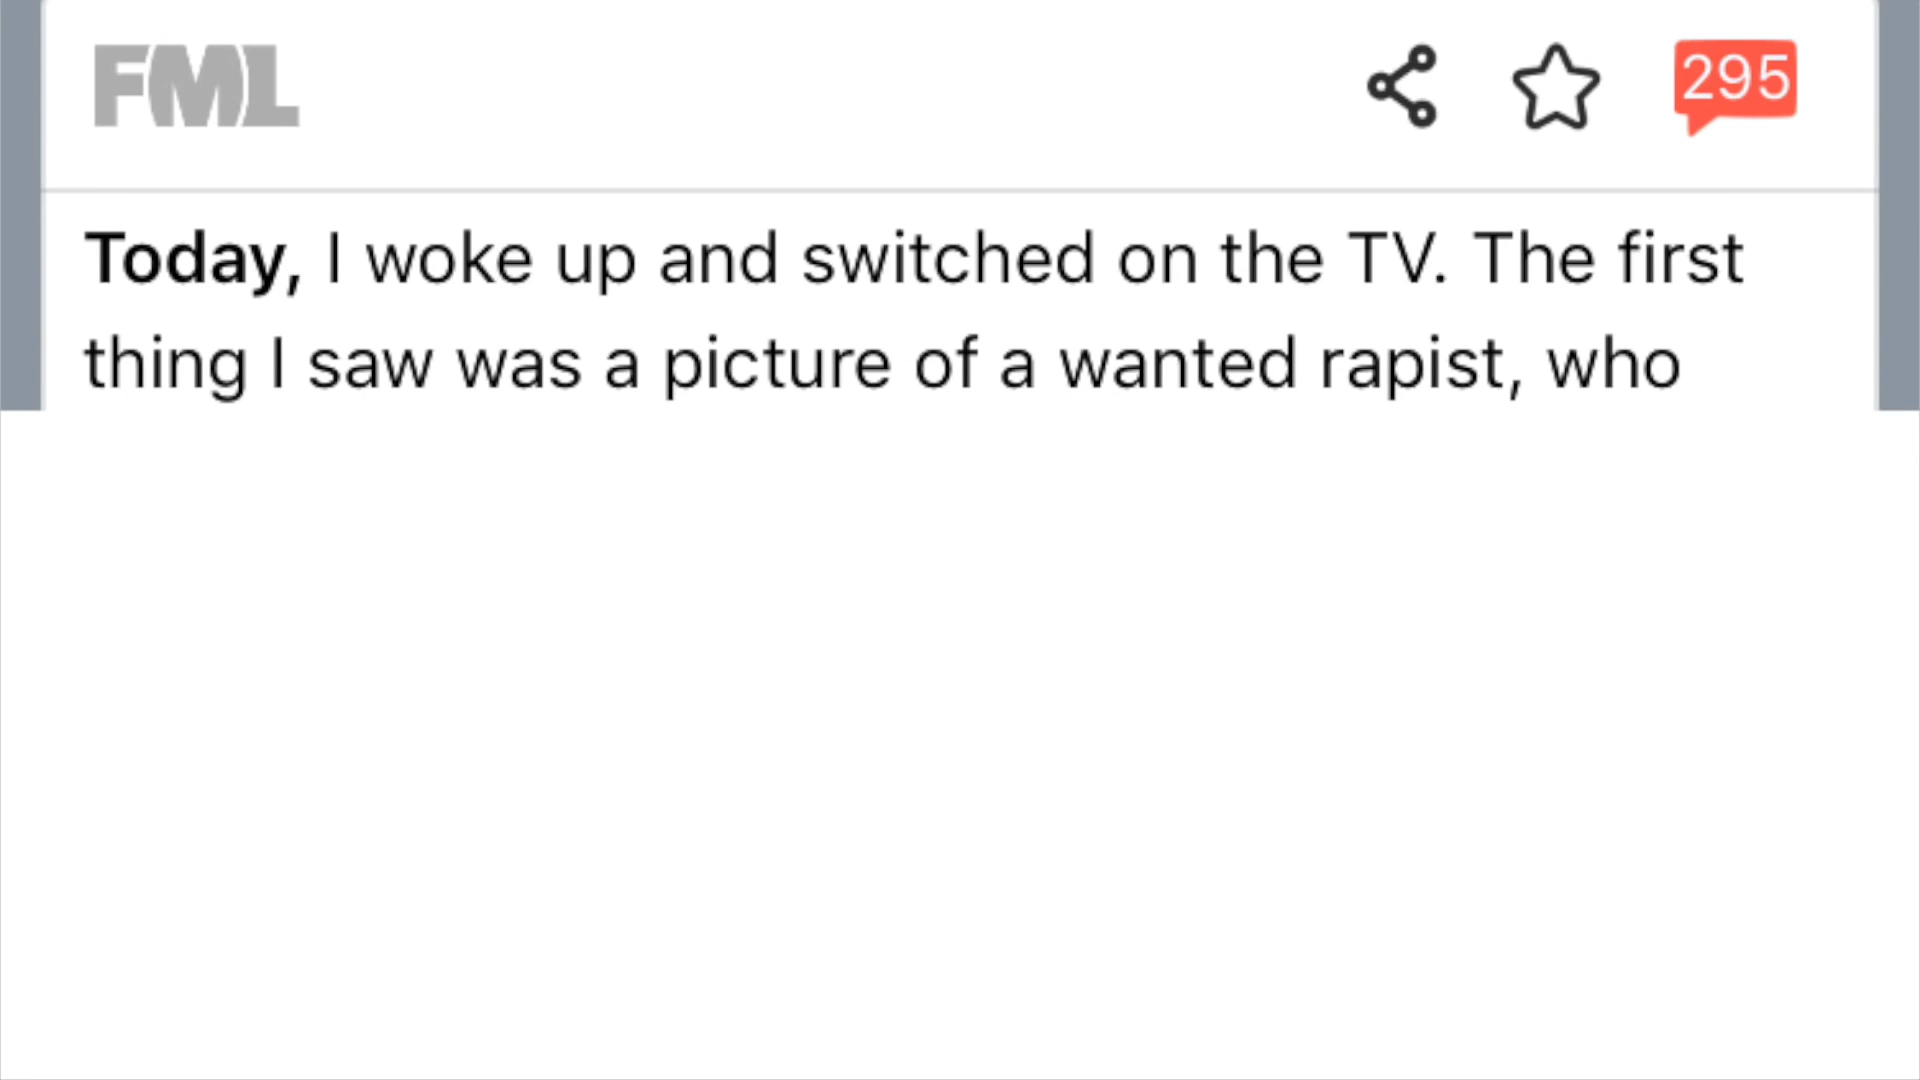 FML
295
Today, I woke up and switched on the TV. The first
thing I saw was a picture of a wanted rapist, who